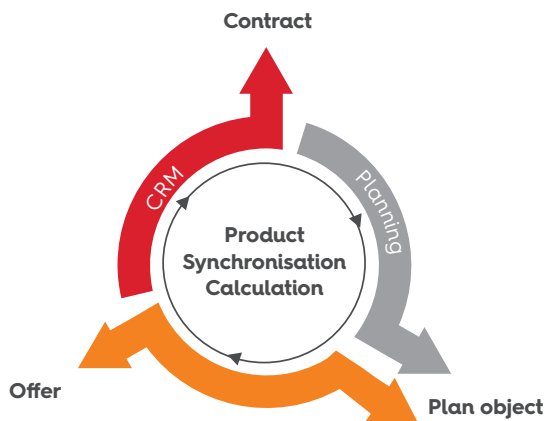 Contract
CRM
Planning
Product
Synchronisation
Calculation
Offer
Plan object